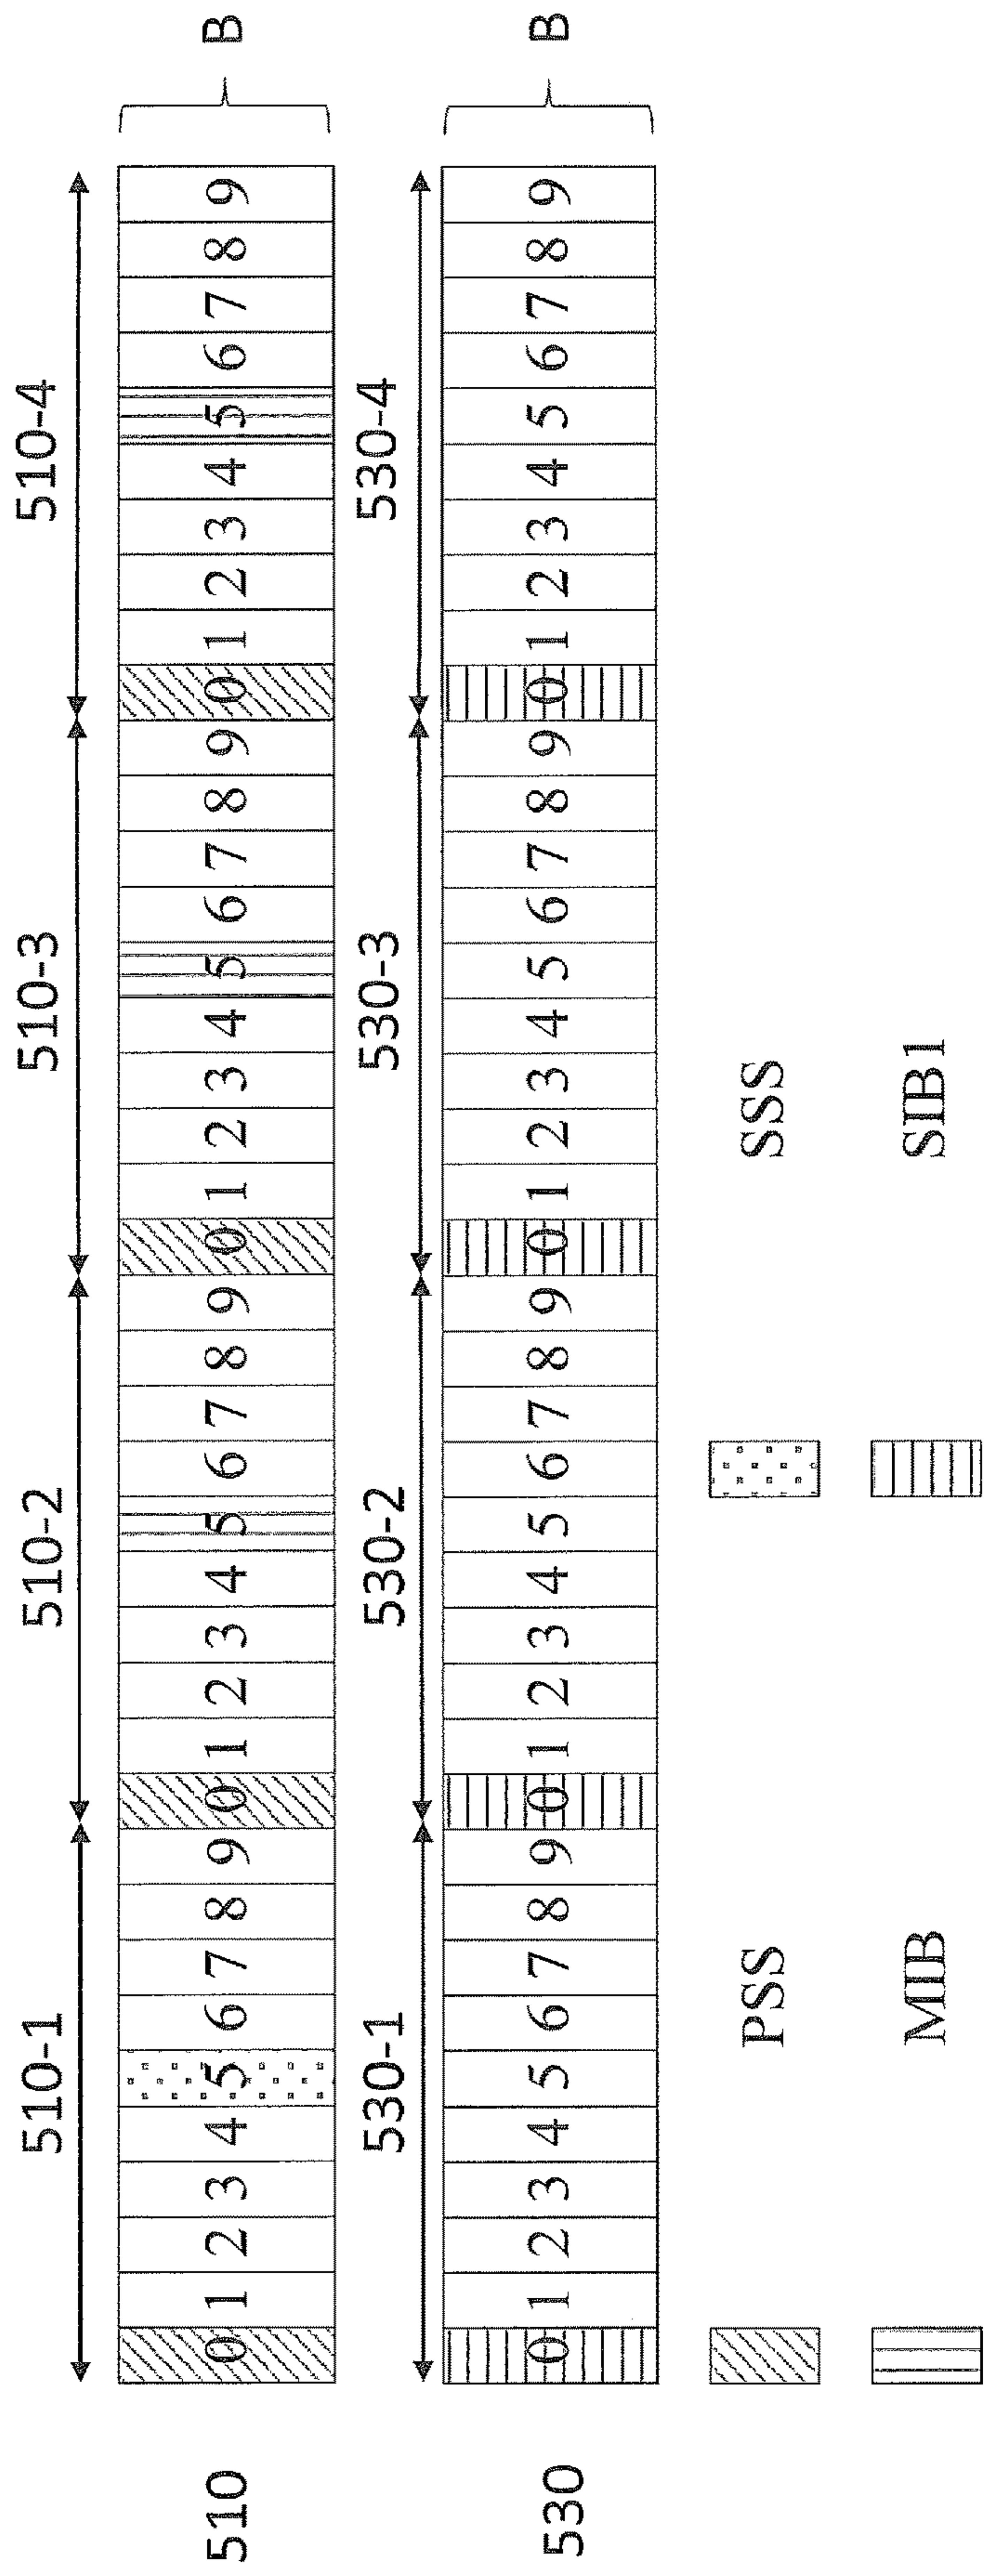 510-1 510-2 510-3 510-4
510 0 1 2 3 4 5 6 7 8 9 0 1 2 3 4 5 6 7 8 9 0 1 2 3 4 5 6 7 8 9 0 1 2 3 4 5 6 7 8 9 B
530-1 530-2 530-3 530-4
530 0 1 2 3 4 5 6 7 8 9 0 1 2 3 4 5 6 7 8 9 0 1 2 3 4 5 6 7 8 9 0 1 2 3 4 5 6 7 8 9 B
PSS SSS
MIB SIB1